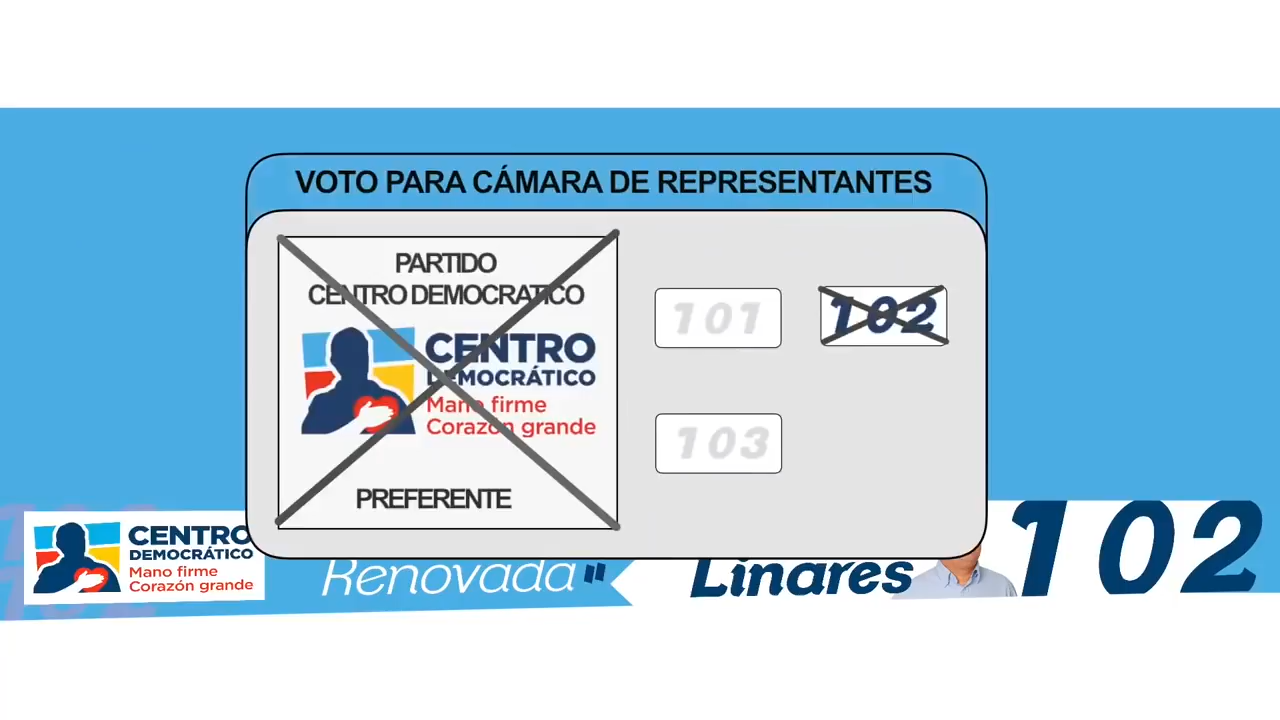 VOTO PARA CÁMARA DE REPRESENTANTES
PARTIDO
CENTRO DEMOCRATICO
CENTRO
DEMOCRÁTICO
Mano firme
Corazón grande
PREFERENTE
101
102
103
CENTRO
DEMOCRÁTICO
Mano firme
Corazón grande
Renovada"
Linares
102